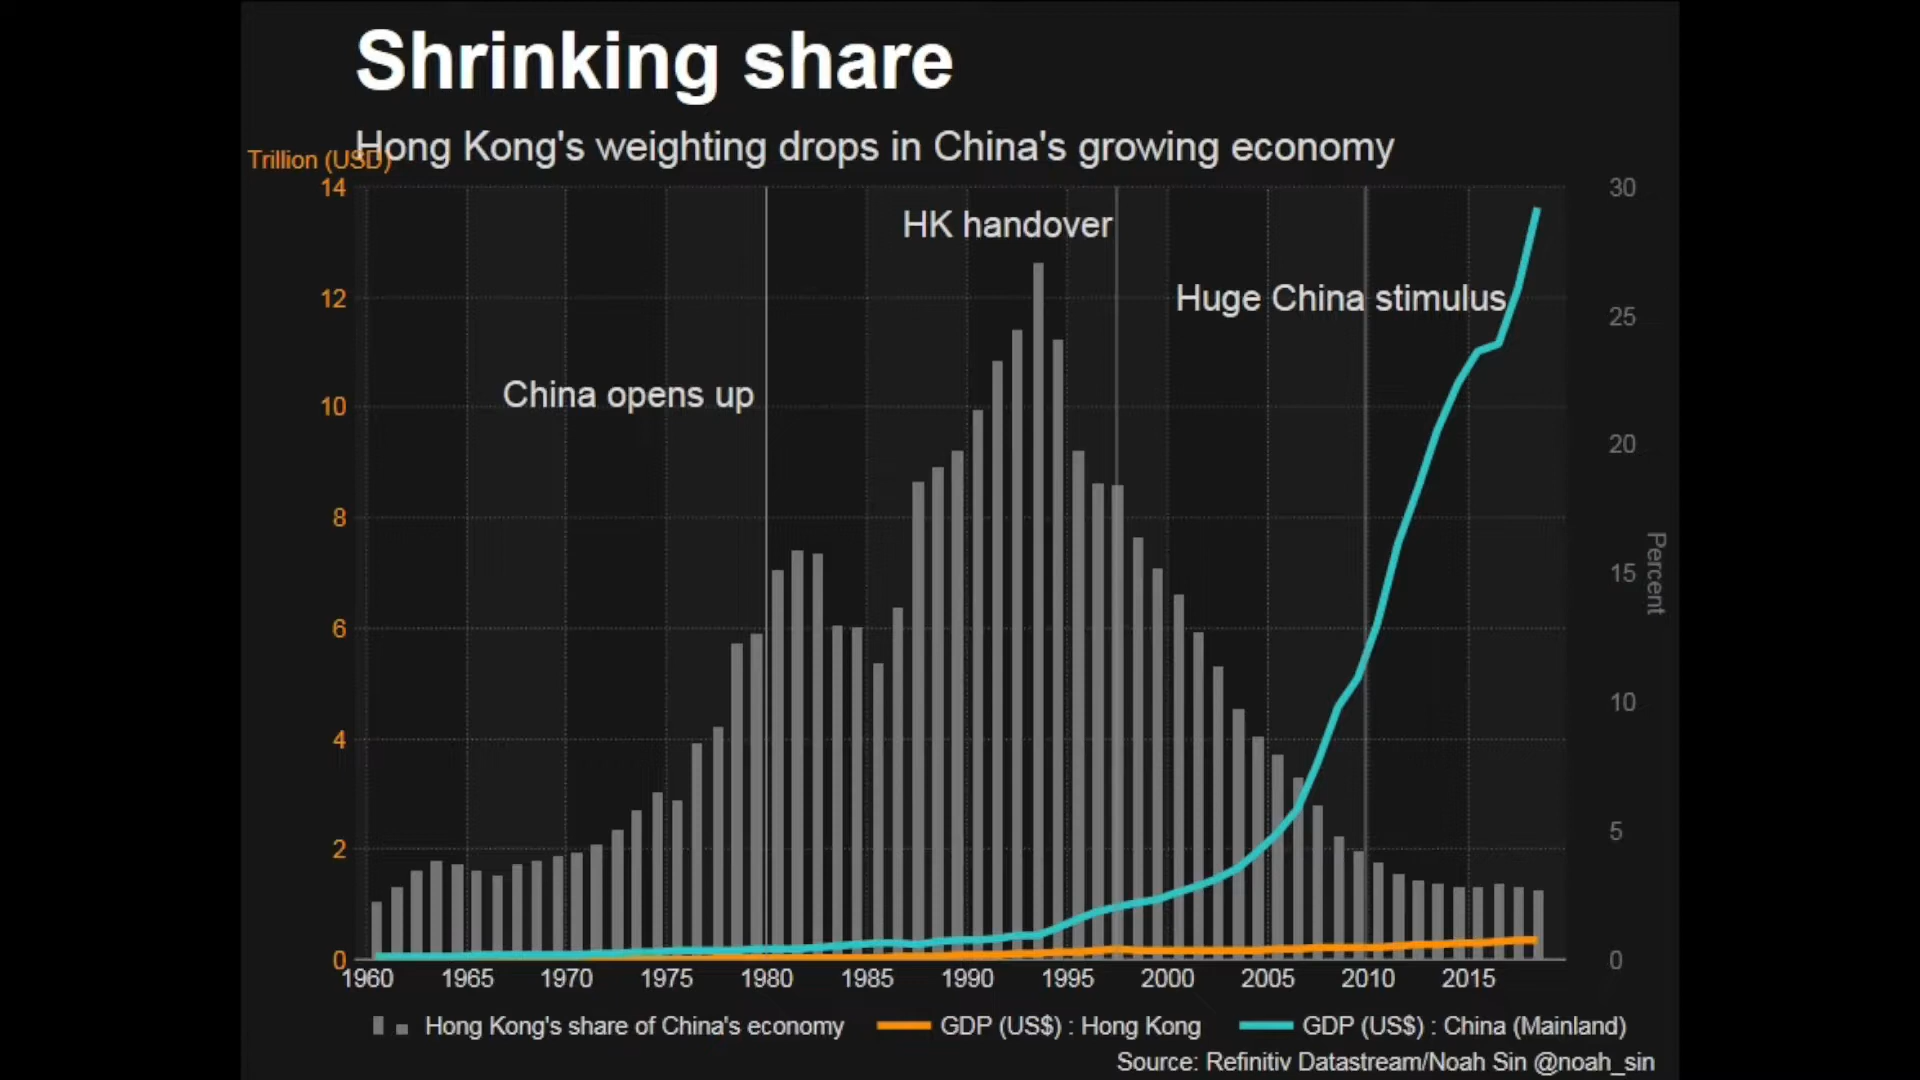 Shrinking share
Hong Kong's weighting drops in China's growing economy
Trillion (USD)
14
30
HK handover
12
Huge China stimulus
25
China opens up
10
20
8
Percent
15
6
10
4
5
2
0
0
1960 1965 1970 1975 1980 1985 1990 1995 2000 2005 2010 2015
Hong Kong's share of China's economy GDP (US$) : Hong Kong GDP (US$) : China (Mainland)
Source: Refinitiv Datastream/Noah Sin @noah_sin